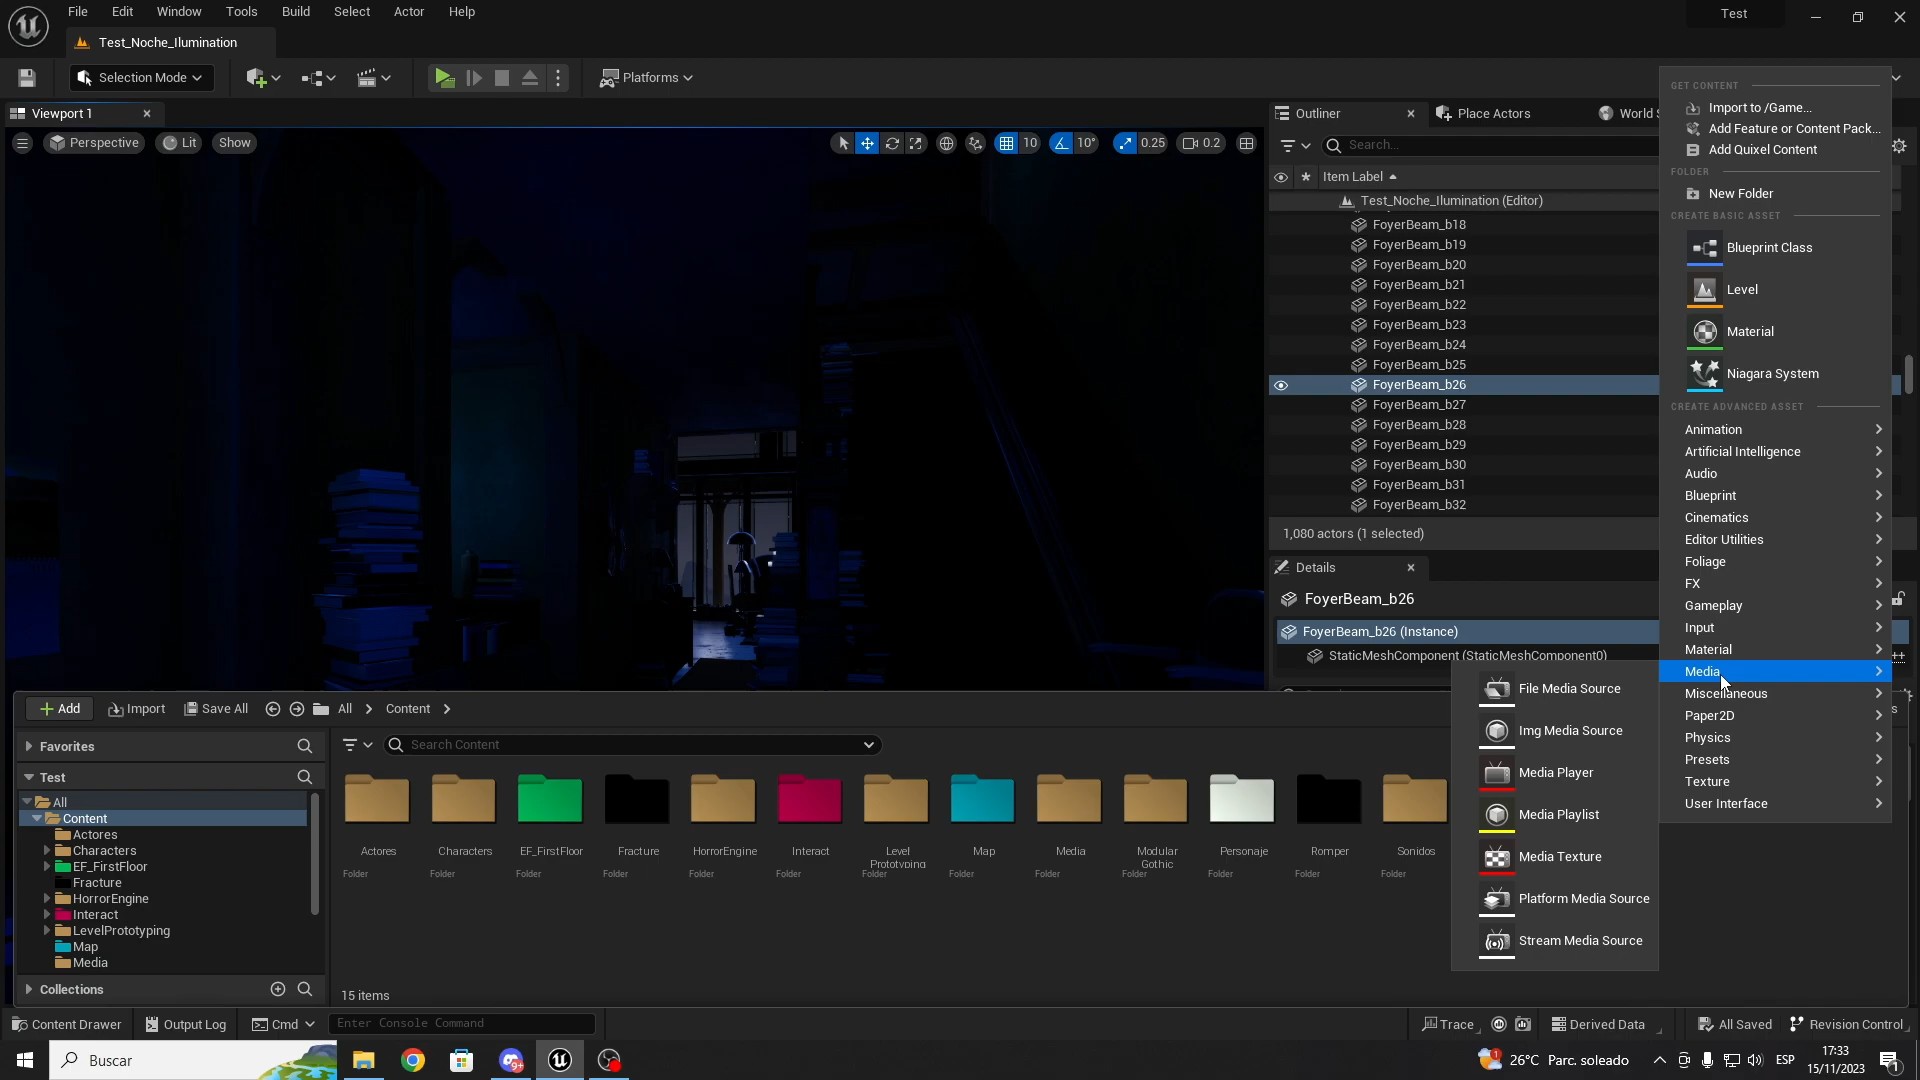 File Edit Window Tools Build Select Actor Help
Test
Test_Noche_Ilumination
Selection Mode
Platforms
Viewport 1
Perspective
Lit
Show
10
10°
0.25
0.2
Outliner
Place Actors
World S
Search...
Item Label
Test_Noche_Ilumination (Editor)
FoyerBeam_b18
FoyerBeam_b19
FoyerBeam_b20
FoyerBeam_b21
FoyerBeam_b22
FoyerBeam_b23
FoyerBeam_b24
FoyerBeam_b25
FoyerBeam_b26
FoyerBeam_b27
FoyerBeam_b28
FoyerBeam_b29
FoyerBeam_b30
FoyerBeam_b31
FoyerBeam_b32
1,080 actors (1 selected)
Details
FoyerBeam_b26
FoyerBeam_b26 (Instance)
StaticMeshComponent (StaticMeshComponent0)
GET CONTENT
Import to /Game...
Add Feature or Content Pack...
Add Quixel Content
FOLDER
New Folder
CREATE BASIC ASSET
Blueprint Class
Level
Material
Niagara System
CREATE ADVANCED ASSET
Animation
Artificial Intelligence
Audio
Blueprint
Cinematics
Editor Utilities
Foliage
FX
Gameplay
Input
Material
Media
Miscellaneous
Paper2D
Physics
Presets
Texture
User Interface
File Media Source
Img Media Source
Media Player
Media Playlist
Media Texture
Platform Media Source
Stream Media Source
Add
Import
Save All
All
Content
Favorites
Search Content
Test
All
Content
Actores
Characters
EF_FirstFloor
Fracture
HorrorEngine
Interact
LevelPrototyping
Map
Media
Collections
Actores
Folder
Characters
Folder
EF_FirstFloor
Folder
Fracture
Folder
HorrorEngine
Folder
Interact
Folder
Level
Prototyping
Folder
Map
Folder
Media
Folder
Modular
Gothic
Folder
Personaje
Folder
Romper
Folder
Sonidos
Folder
15 items
Content Drawer
Output Log
Cmd
Enter Console Command
Trace
Derived Data
All Saved
Revision Control
Buscar
9+
1
26°C Parc. soleado
ESP
17:33
15/11/2023
1